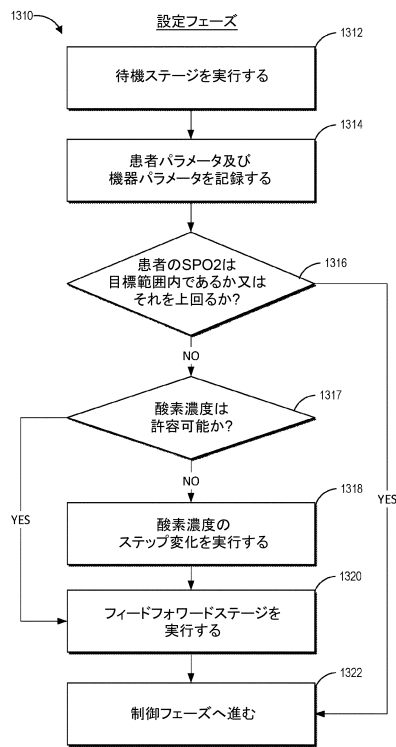 設定フェーズ
1310
1312
待機ステージを実行する
1314
患者パラメータ及び
機器パラメータを記録する
1316
患者のSPO2は
目標範囲内であるか又は
それを上回るか?
NO
1317
酸素濃度は
許容可能か?
NO
YES
YES
1318
酸素濃度の
ステップ変化を実行する
1320
フィードフォワードステージを
実行する
1322
制御フェーズへ進む